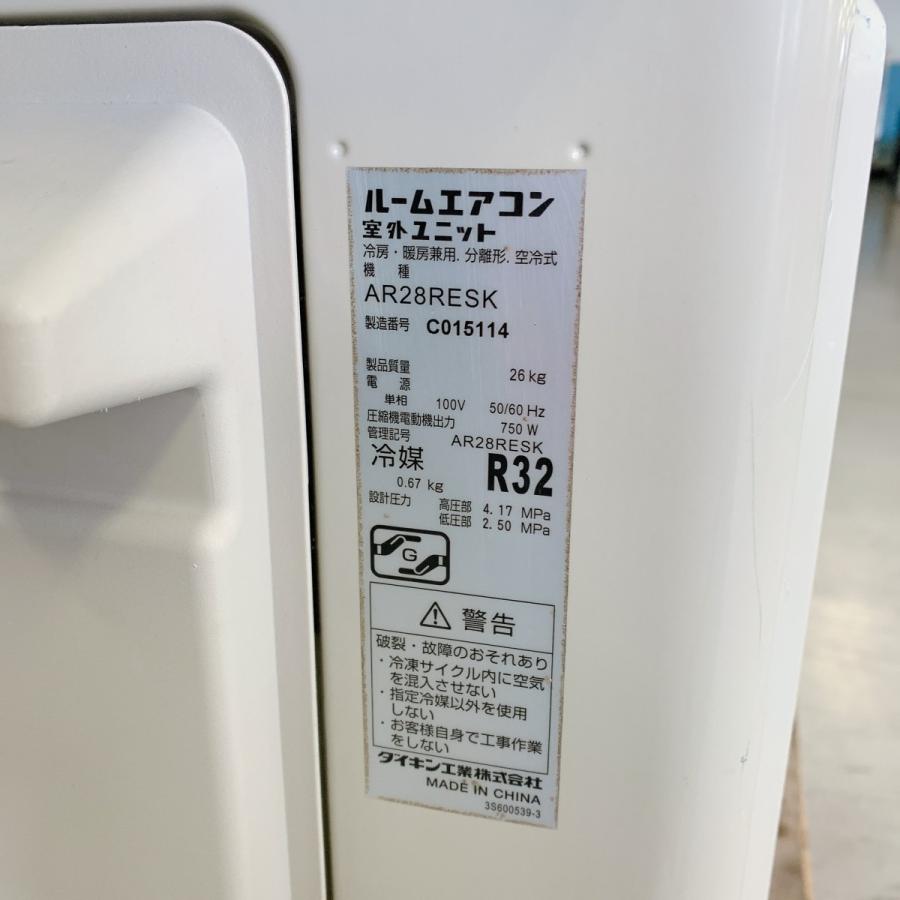 ルームエアコン
室外ユニット
冷房・暖房兼用. 分離形. 空冷式
機 種
AR28RESK
製造番号 C015114
製品質量 26 kg
電 源
単相 100V 50/60 Hz
圧縮機電動機出力 750 W
管理記号 AR28RESK
冷媒 R32
0.67 kg
設計圧力 高圧部 4.17 MPa
低圧部 2.50 MPa
G
警告
破裂・故障のおそれあり
・冷凍サイクル内に空気
を混入させない
・指定冷媒以外を使用
しない
・お客様自身で工事作業
をしない
ダイキン工業株式会社
MADE IN CHINA
3S600539-3